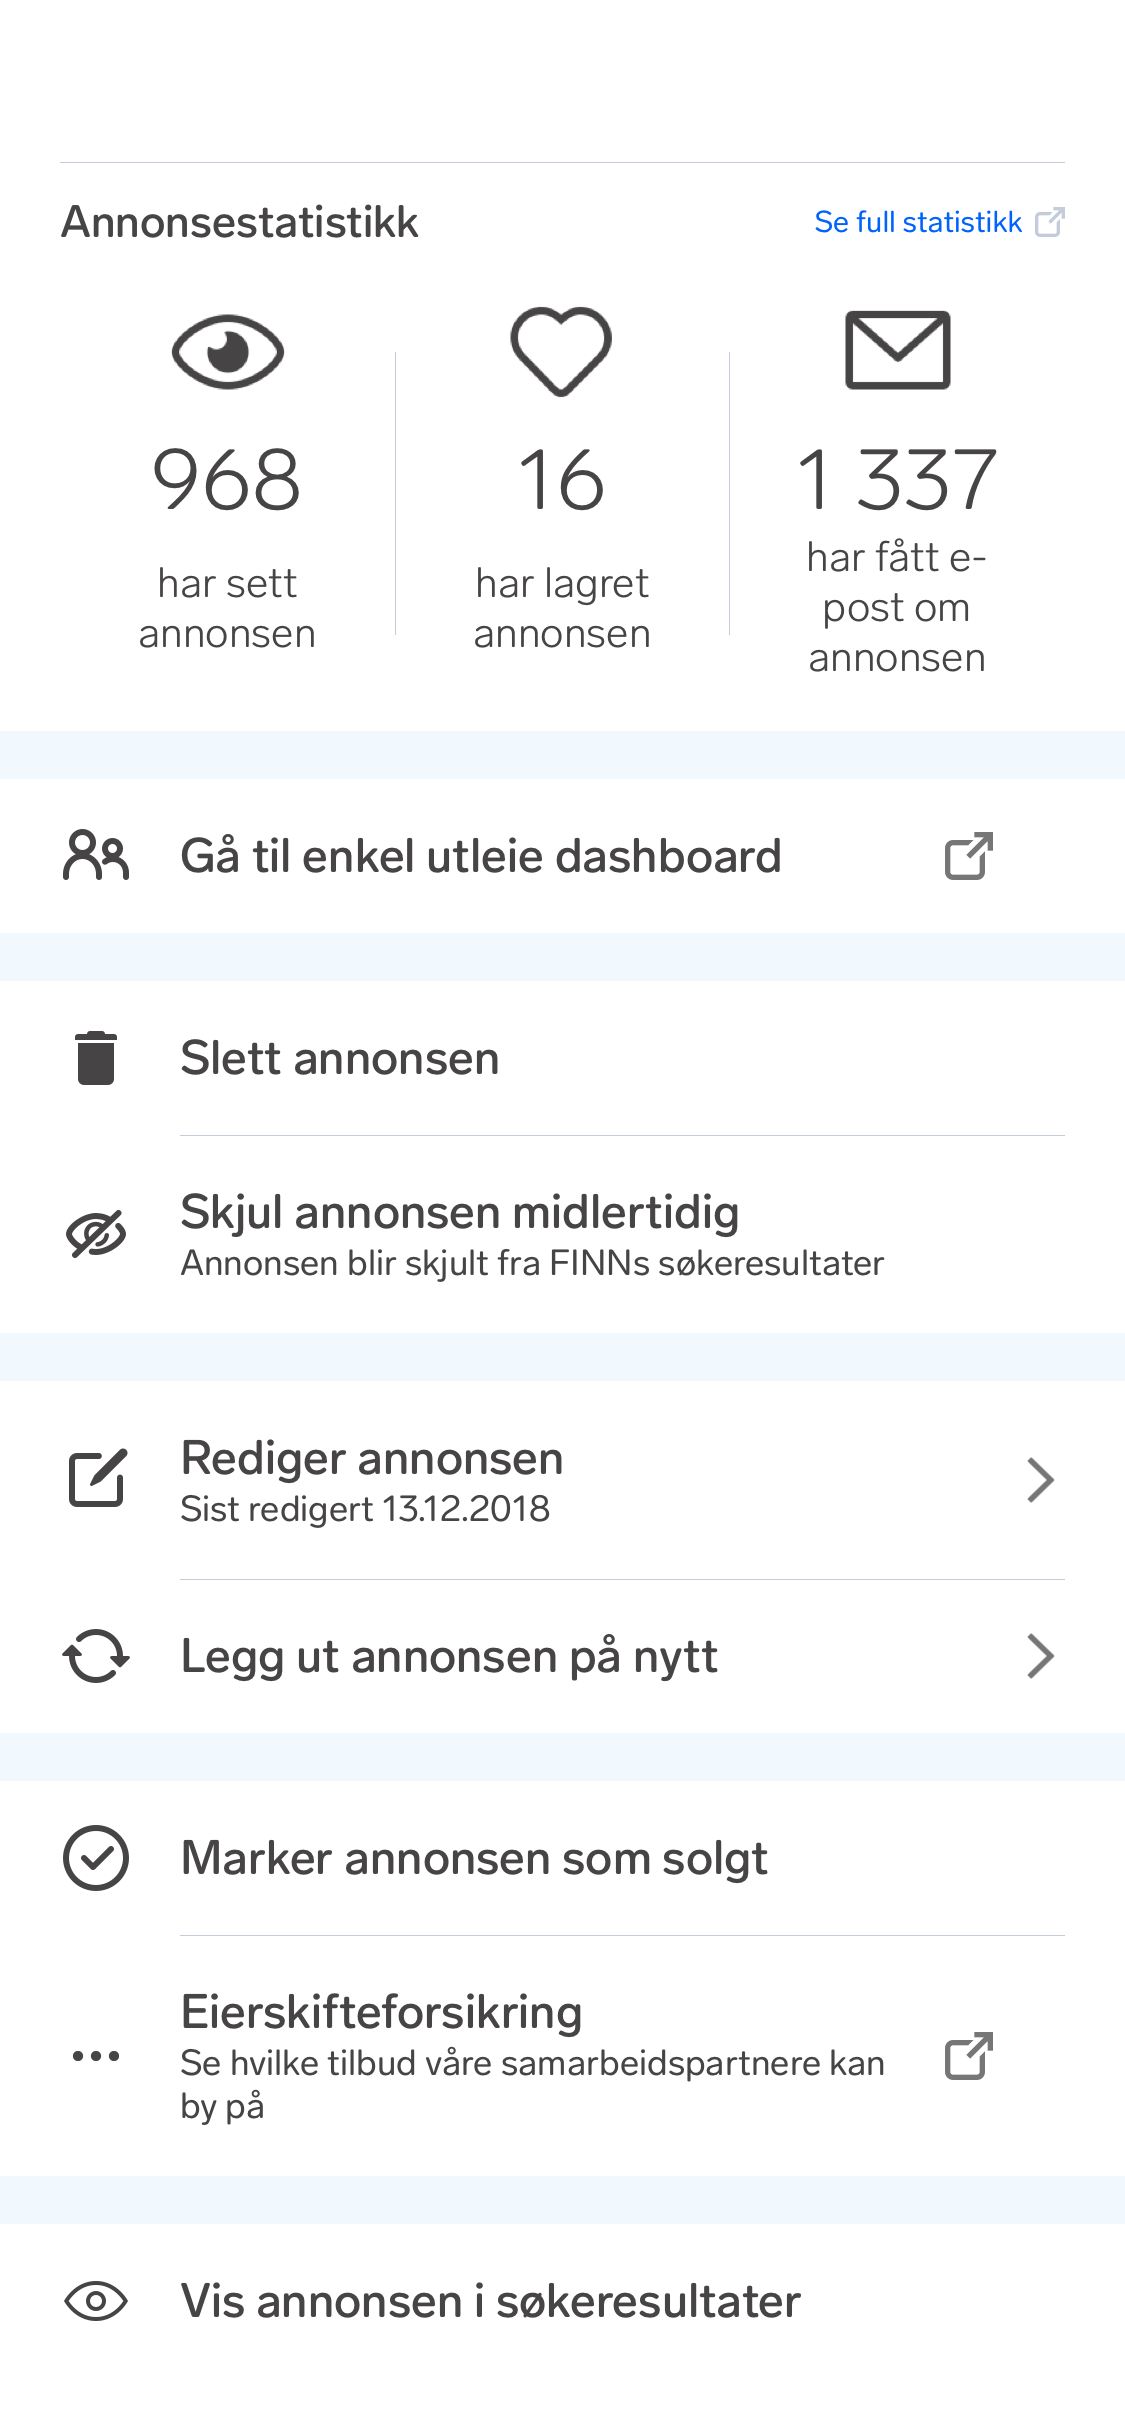 Annonsestatistikk
Se full statistikk
968
har sett
annonsen
16
har lagret
annonsen
1 337
har fått e-
post om
annonsen
Gå til enkel utleie dashboard
Slett annonsen
Skjul annonsen midlertidig
Annonsen blir skjult fra FINNs søkeresultater
Rediger annonsen
Sist redigert 13.12.2018
Legg ut annonsen på nytt
Marker annonsen som solgt
Eierskifteforsikring
Se hvilke tilbud våre samarbeidspartnere kan
by på
Vis annonsen i søkeresultater